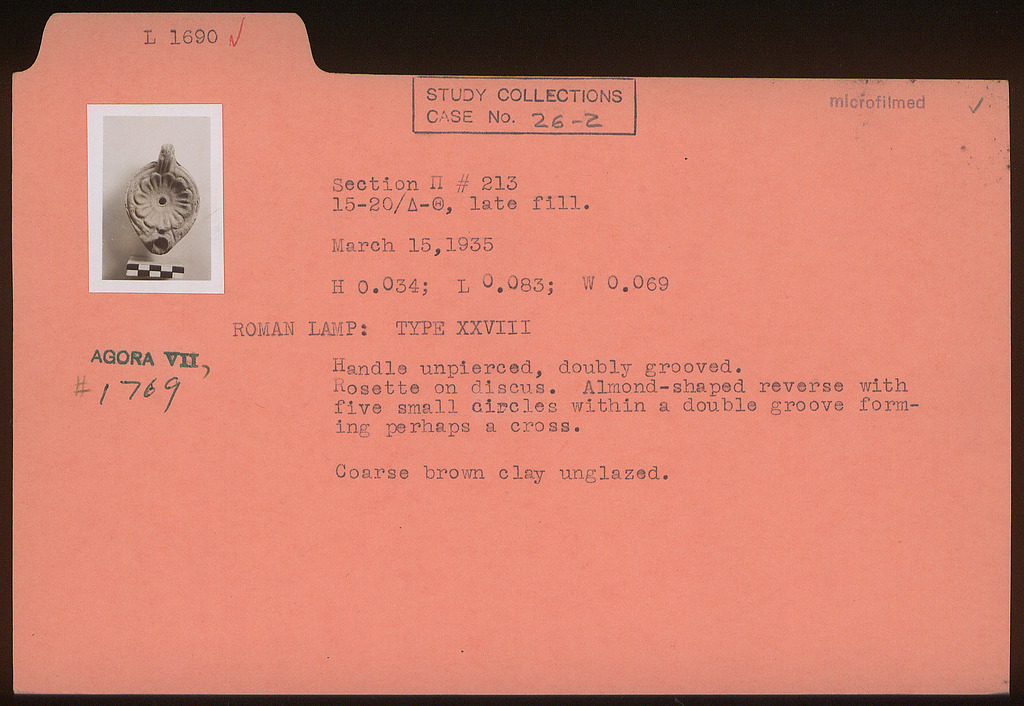 L 1690 ✓
STUDY COLLECTIONS
CASE No. 26-2
microfilmed ✓
Section Π # 213
15-20/Δ-Θ, late fill.
March 15,1935
H 0.034; L 0.083; W 0.069
ROMAN LAMP: TYPE XXVIII
AGORA VII,
# 1769
Handle unpierced, doubly grooved.
Rosette on discus. Almond-shaped reverse with
five small circles within a double groove form-
ing perhaps a cross.
Coarse brown clay unglazed.